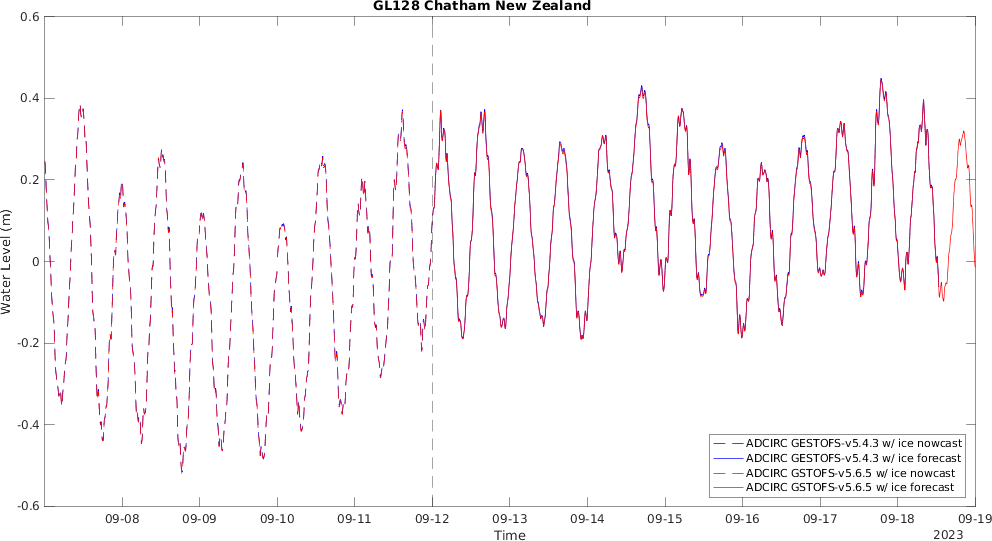 GL128 Chatham New Zealand
0.6
0.4
0.2
0
-0.2
-0.4
-0.6
Water Level (m)
ADCIRC GESTOFS-v5.4.3 w/ ice nowcast
ADCIRC GESTOFS-v5.4.3 w/ ice forecast
ADCIRC GSTOFS-v5.6.5 w/ ice nowcast
ADCIRC GSTOFS-v5.6.5 w/ ice forecast
09-08 09-09 09-10 09-11 09-12 09-13 09-14 09-15 09-16 09-17 09-18 09-19
Time
2023